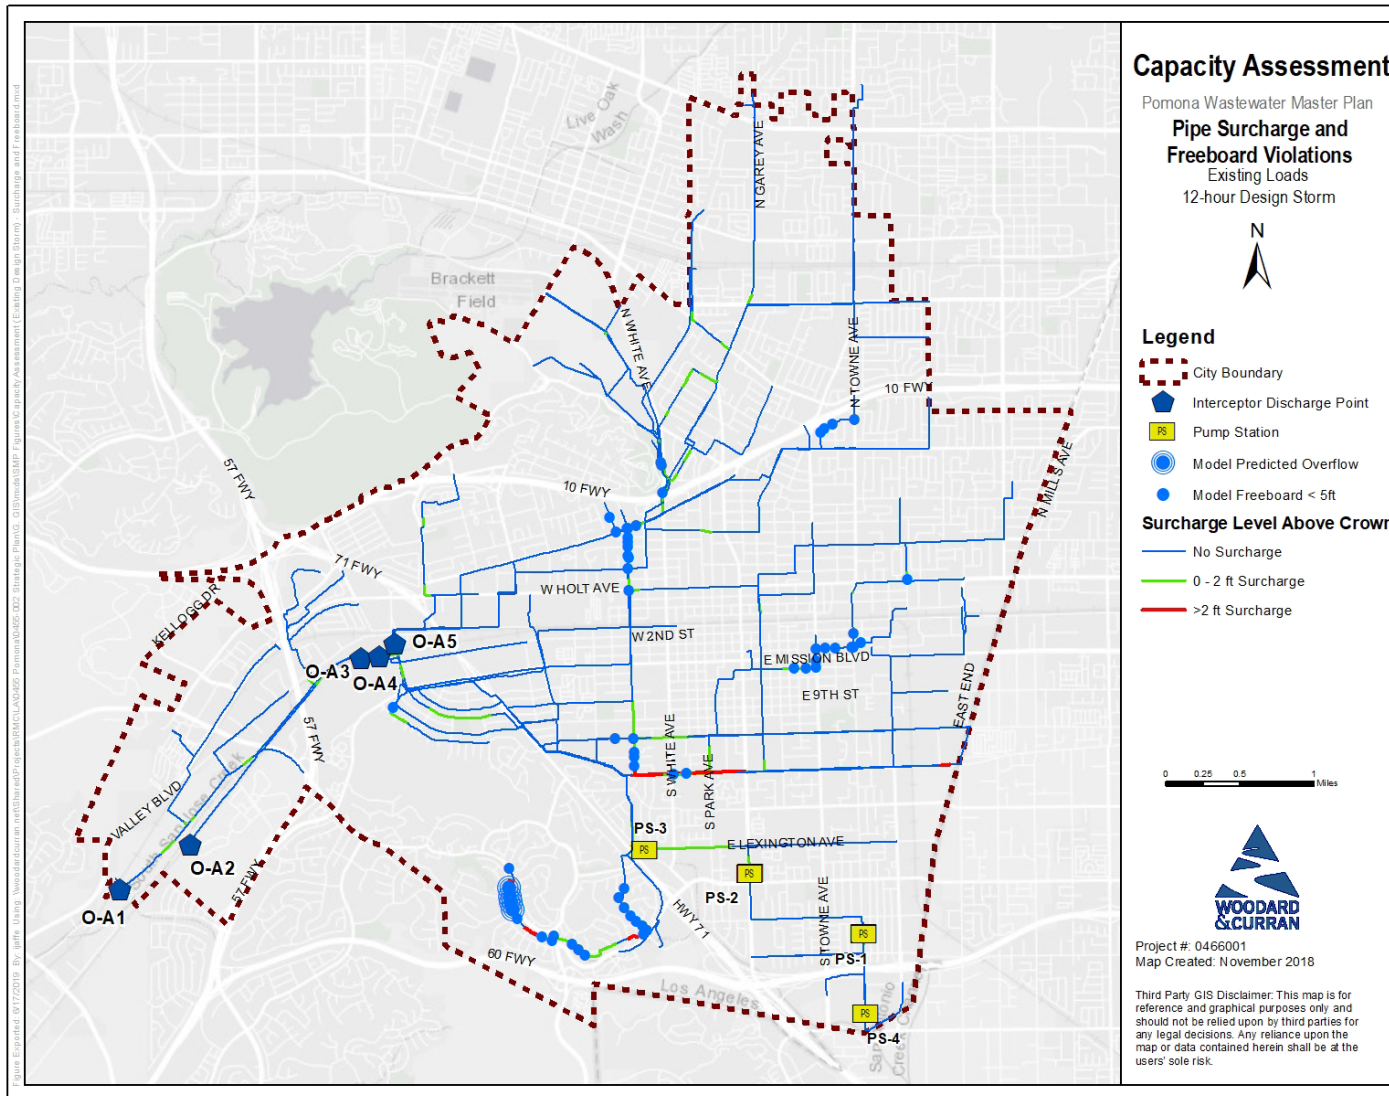 Capacity Assessment
Pomona Wastewater Master Plan
Pipe Surcharge and
Freeboard Violations
Existing Loads
12-hour Design Storm
N
Legend
City Boundary
Interceptor Discharge Point
PS
Pump Station
Model Predicted Overflow
Model Freeboard < 5ft
Surcharge Level Above Crown
No Surcharge
0 - 2 ft Surcharge
>2 ft Surcharge
0 0.25 0.5 1
Miles
WOODARD
&CURRAN
Project #: 0466001
Map Created: November 2018
Third Party GIS Disclaimer: This map is for
reference and graphical purposes only and
should not be relied upon by third parties for
any legal decisions. Any reliance upon the
map or data contained herein shall be at the
users' sole risk.
Live Oak
Wash
N GAREY AVE
Brackett
Field
N WHITE AVE
N TOWNE AVE
10 FWY
N MILLS AVE
57 FWY
10 FWY
71 FWY
W HOLT AVE
KELLOGG DR
W 2ND ST
O-A5
O-A3
O-A4
E MISSION BLVD
E 9TH ST
EAST END
57 FWY
S WHITE AVE
S PARK AVE
VALLEY BLVD
South San Jose Creek
PS-3
PS
E LEXINGTON AVE
O-A2
57 FWY
PS
PS-2
O-A1
HWY 71
S TOWNE AVE
PS
PS-1
60 FWY
Los Angeles
PS
PS-4